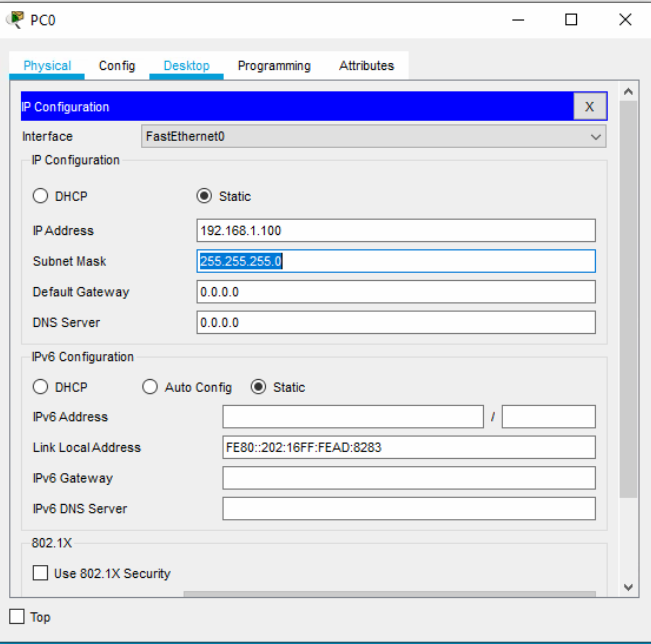 PC0
Physical Config Desktop Programming Attributes
IP Configuration X
Interface FastEthernet0
IP Configuration
DHCP Static
IP Address 192.168.1.100
Subnet Mask 255.255.255.0
Default Gateway 0.0.0.0
DNS Server 0.0.0.0
IPv6 Configuration
DHCP Auto Config Static
IPv6 Address /
Link Local Address FE80::202:16FF:FEAD:8283
IPv6 Gateway
IPv6 DNS Server
802.1X
Use 802.1X Security
Top